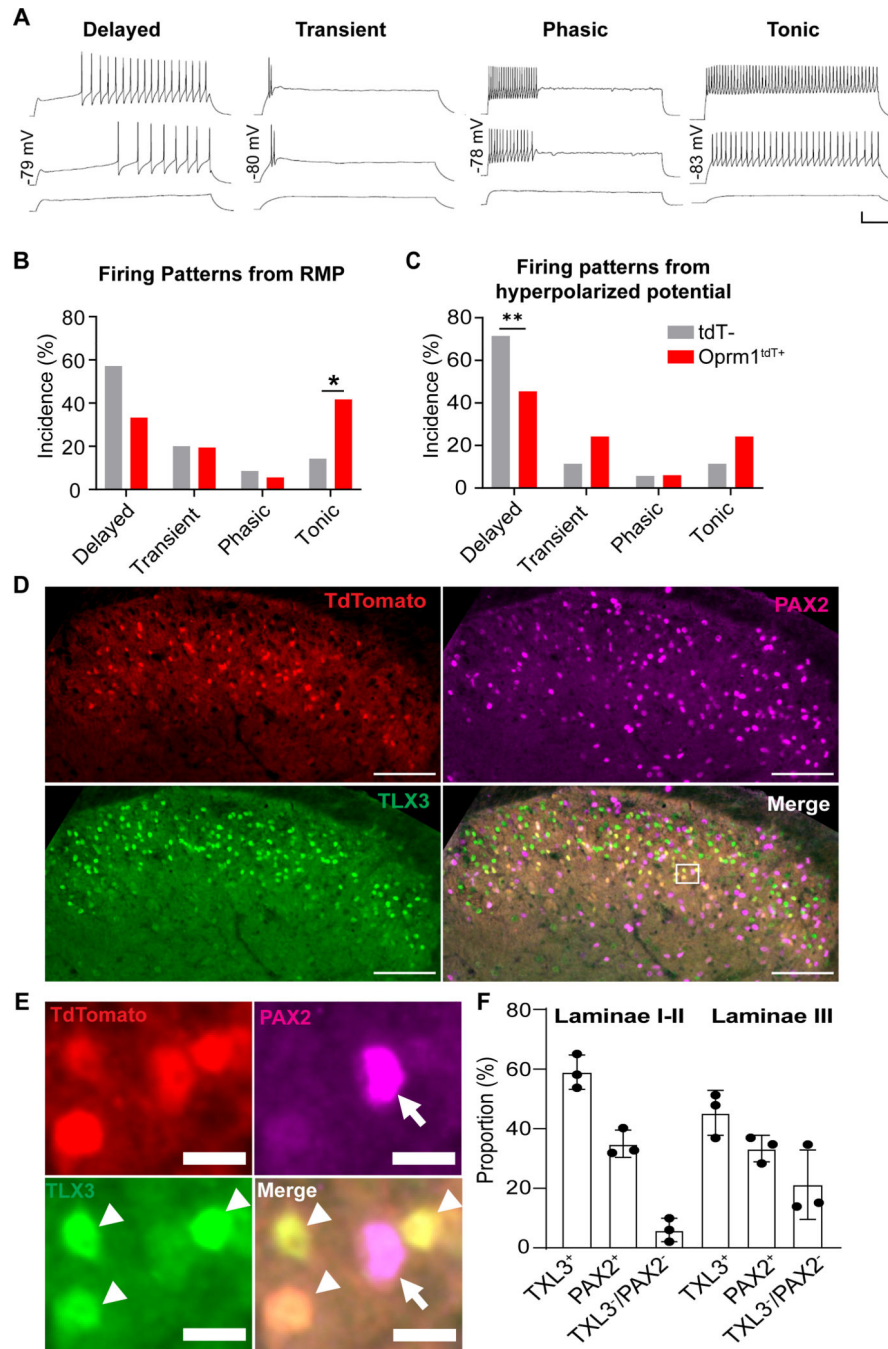 A
Delayed
Transient
Phasic
Tonic
-79 mV
-80 mV
-78 mV
-83 mV
B
Firing Patterns from RMP
Incidence (%)
80
60
40
20
0
*
Delayed
Transient
Phasic
Tonic
C
Firing patterns from
hyperpolarized potential
Incidence (%)
80
60
40
20
0
**
tdT-
Oprm1tdT+
Delayed
Transient
Phasic
Tonic
D
TdTomato
PAX2
TLX3
Merge
E
TdTomato
PAX2
TLX3
Merge
F
Laminae I-II
Laminae III
Proportion (%)
80
60
40
20
0
TXL3+
PAX2+
TXL3-/PAX2-
TXL3+
PAX2+
TXL3-/PAX2-